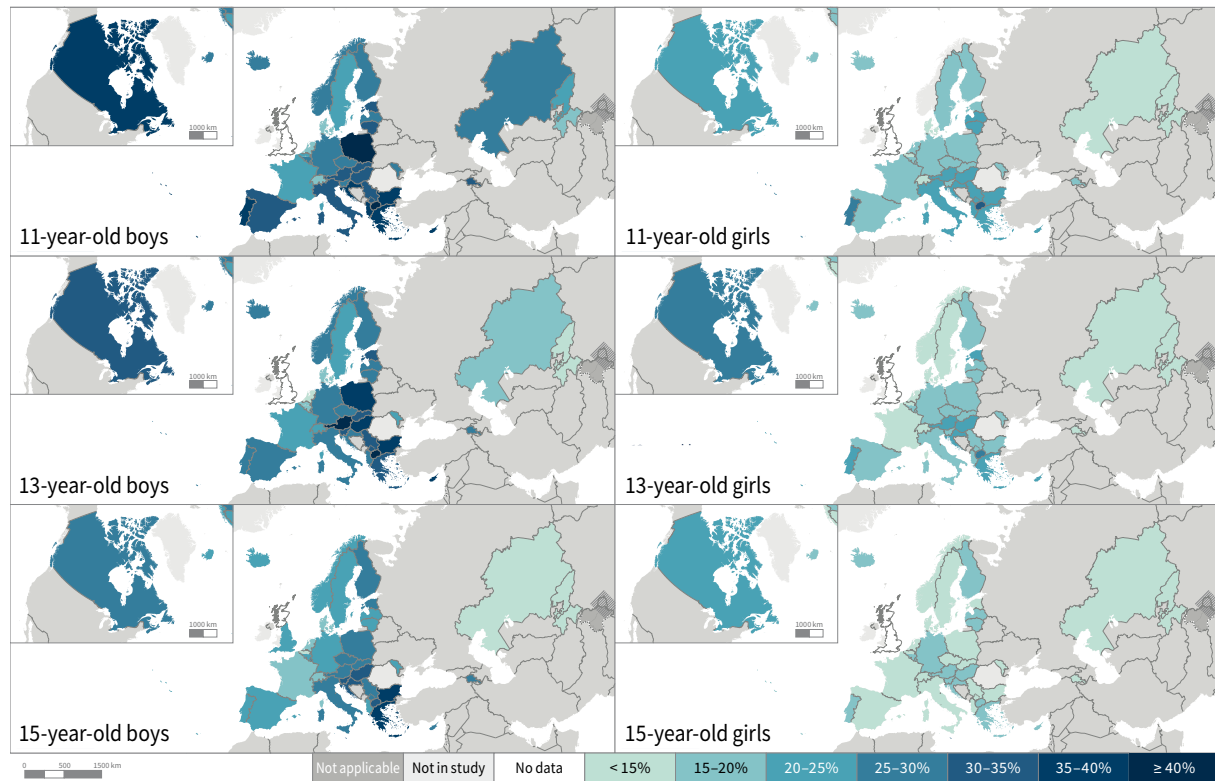 1000 km
1000 km
11-year-old boys
11-year-old girls
1000 km
1000 km
13-year-old boys
13-year-old girls
1000 km
1000 km
15-year-old boys
15-year-old girls
0 500 1500 km
Not applicable Not in study No data < 15% 15–20% 20–25% 25–30% 30–35% 35–40% ≥ 40%